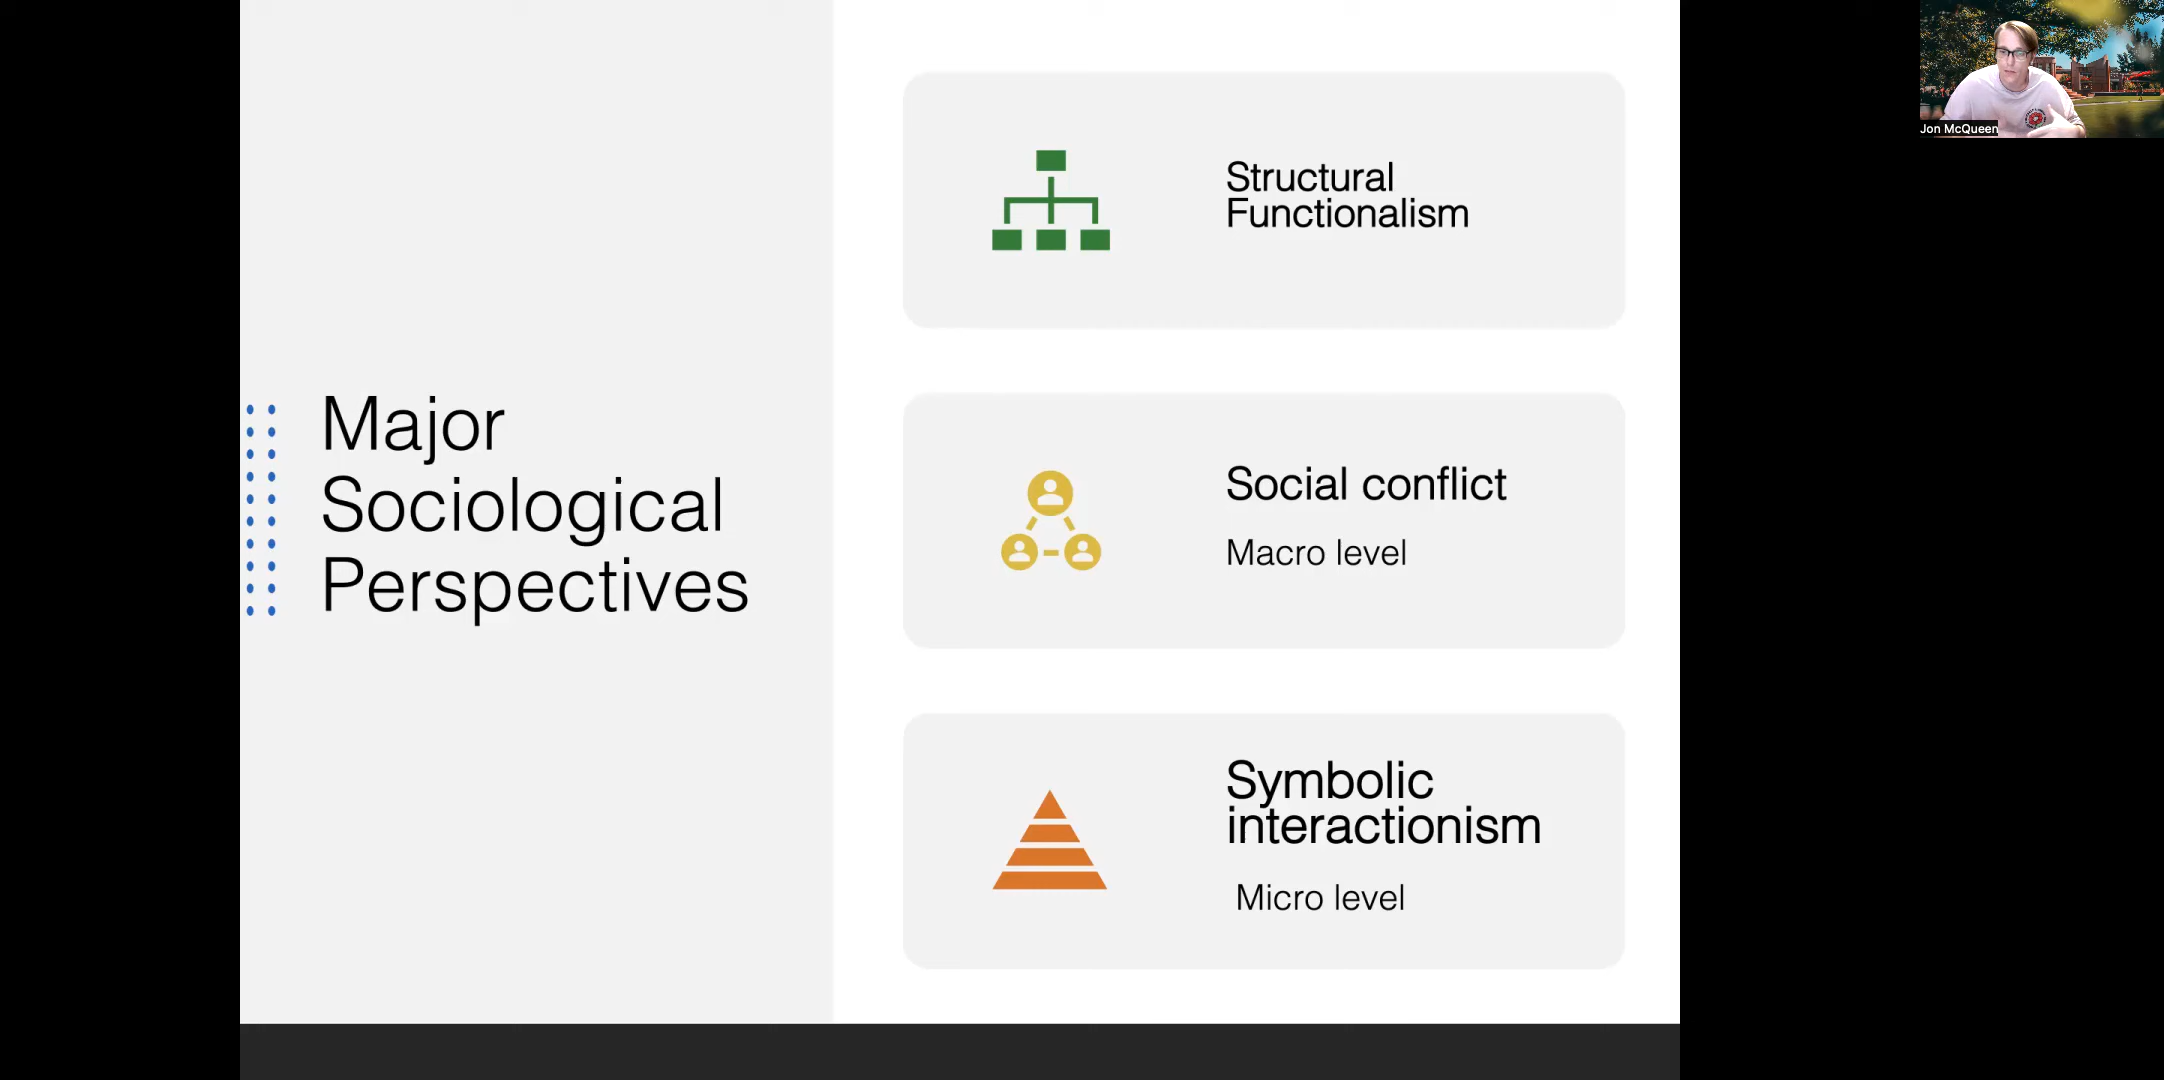 Major
Sociological
Perspectives
Structural
Functionalism
Social conflict
Macro level
Symbolic
interactionism
Micro level
Jon McQueen